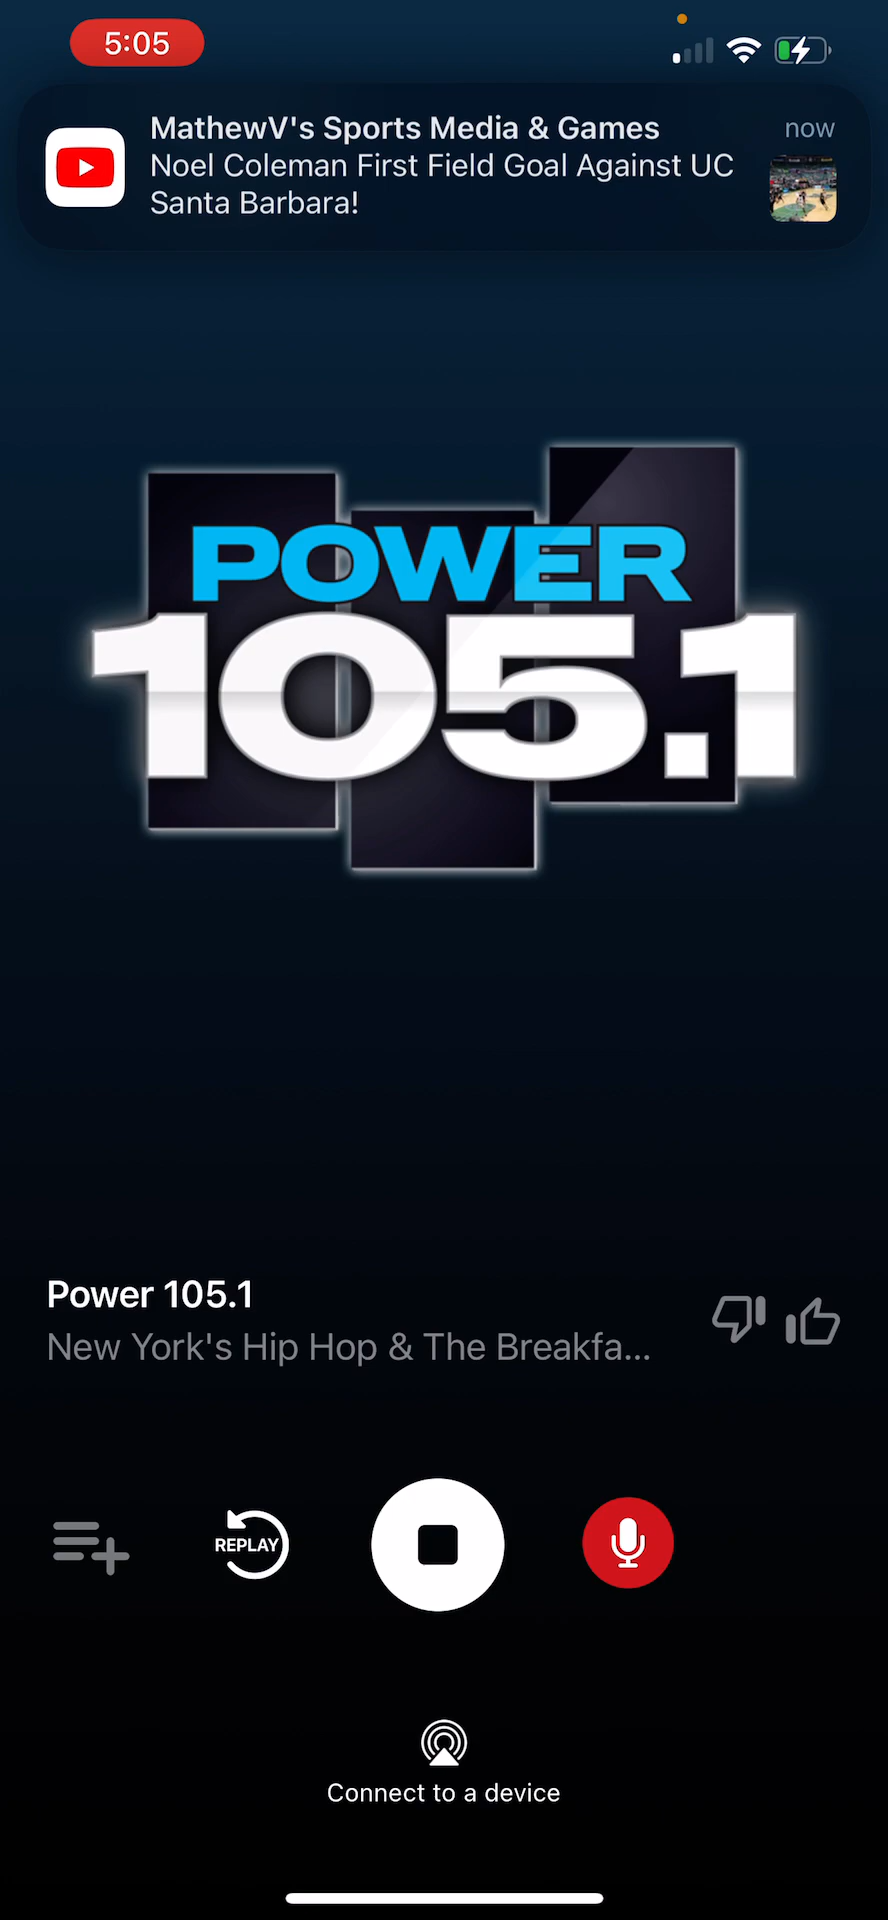 5:05
MathewV's Sports Media & Games
now
Noel Coleman First Field Goal Against UC
Santa Barbara!
POWER
105.1
Power 105.1
New York's Hip Hop & The Breakfa...
REPLAY
Connect to a device